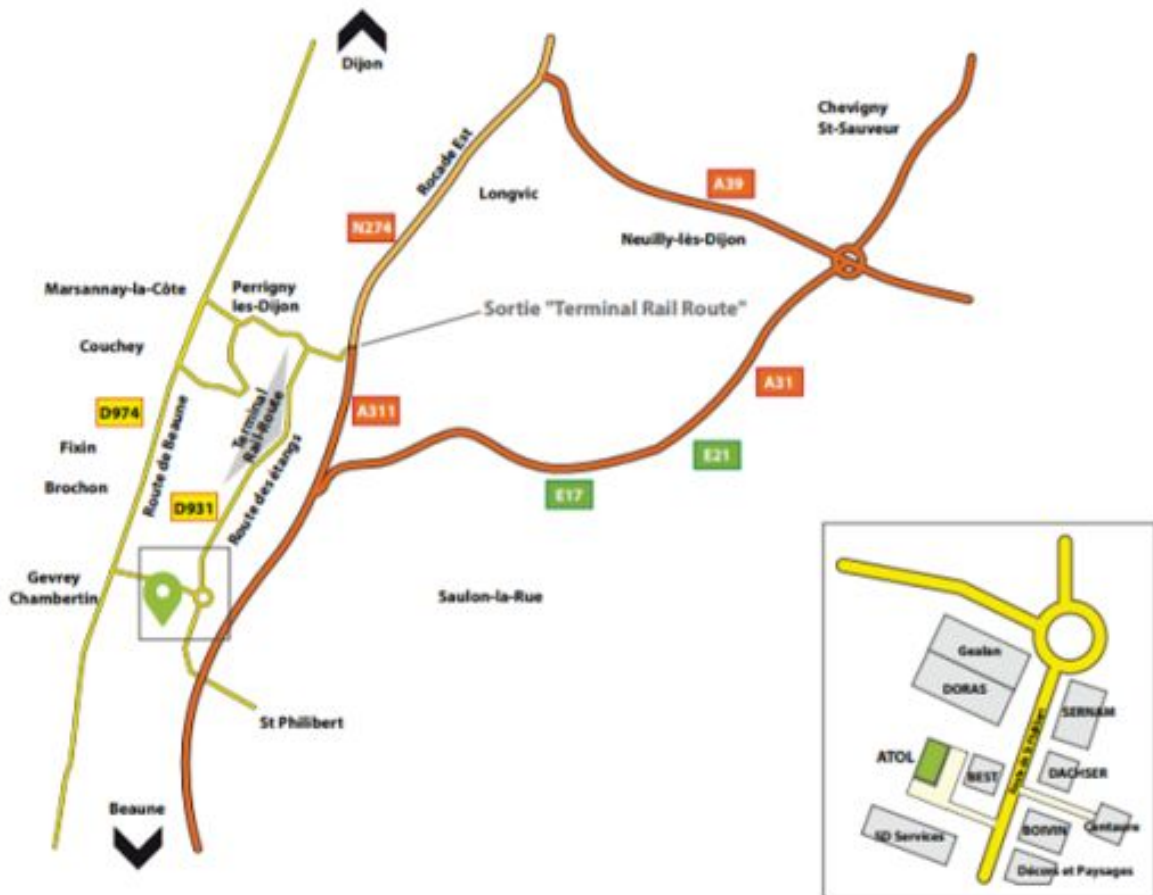 Dijon
Chevigny
St-Sauveur
Rocade Est
A39
Longvic
N274
Neuilly-lès-Dijon
Marsannay-la-Côte
Perrigny
les-Dijon
Sortie "Terminal Rail Route"
Couchey
A31
D974
Terminal
Rail-Route
A311
Fixin
Route de Beaune
E21
Brochon
E17
D931
Route des étangs
Gevrey
Chambertin
Saulon-la-Rue
St Philibert
Beaune
Gealan
DORAS
SERNAM
ATOL
BEST
DACHSER
SD Services
BOIVIN
Centaure
Décors et Paysages